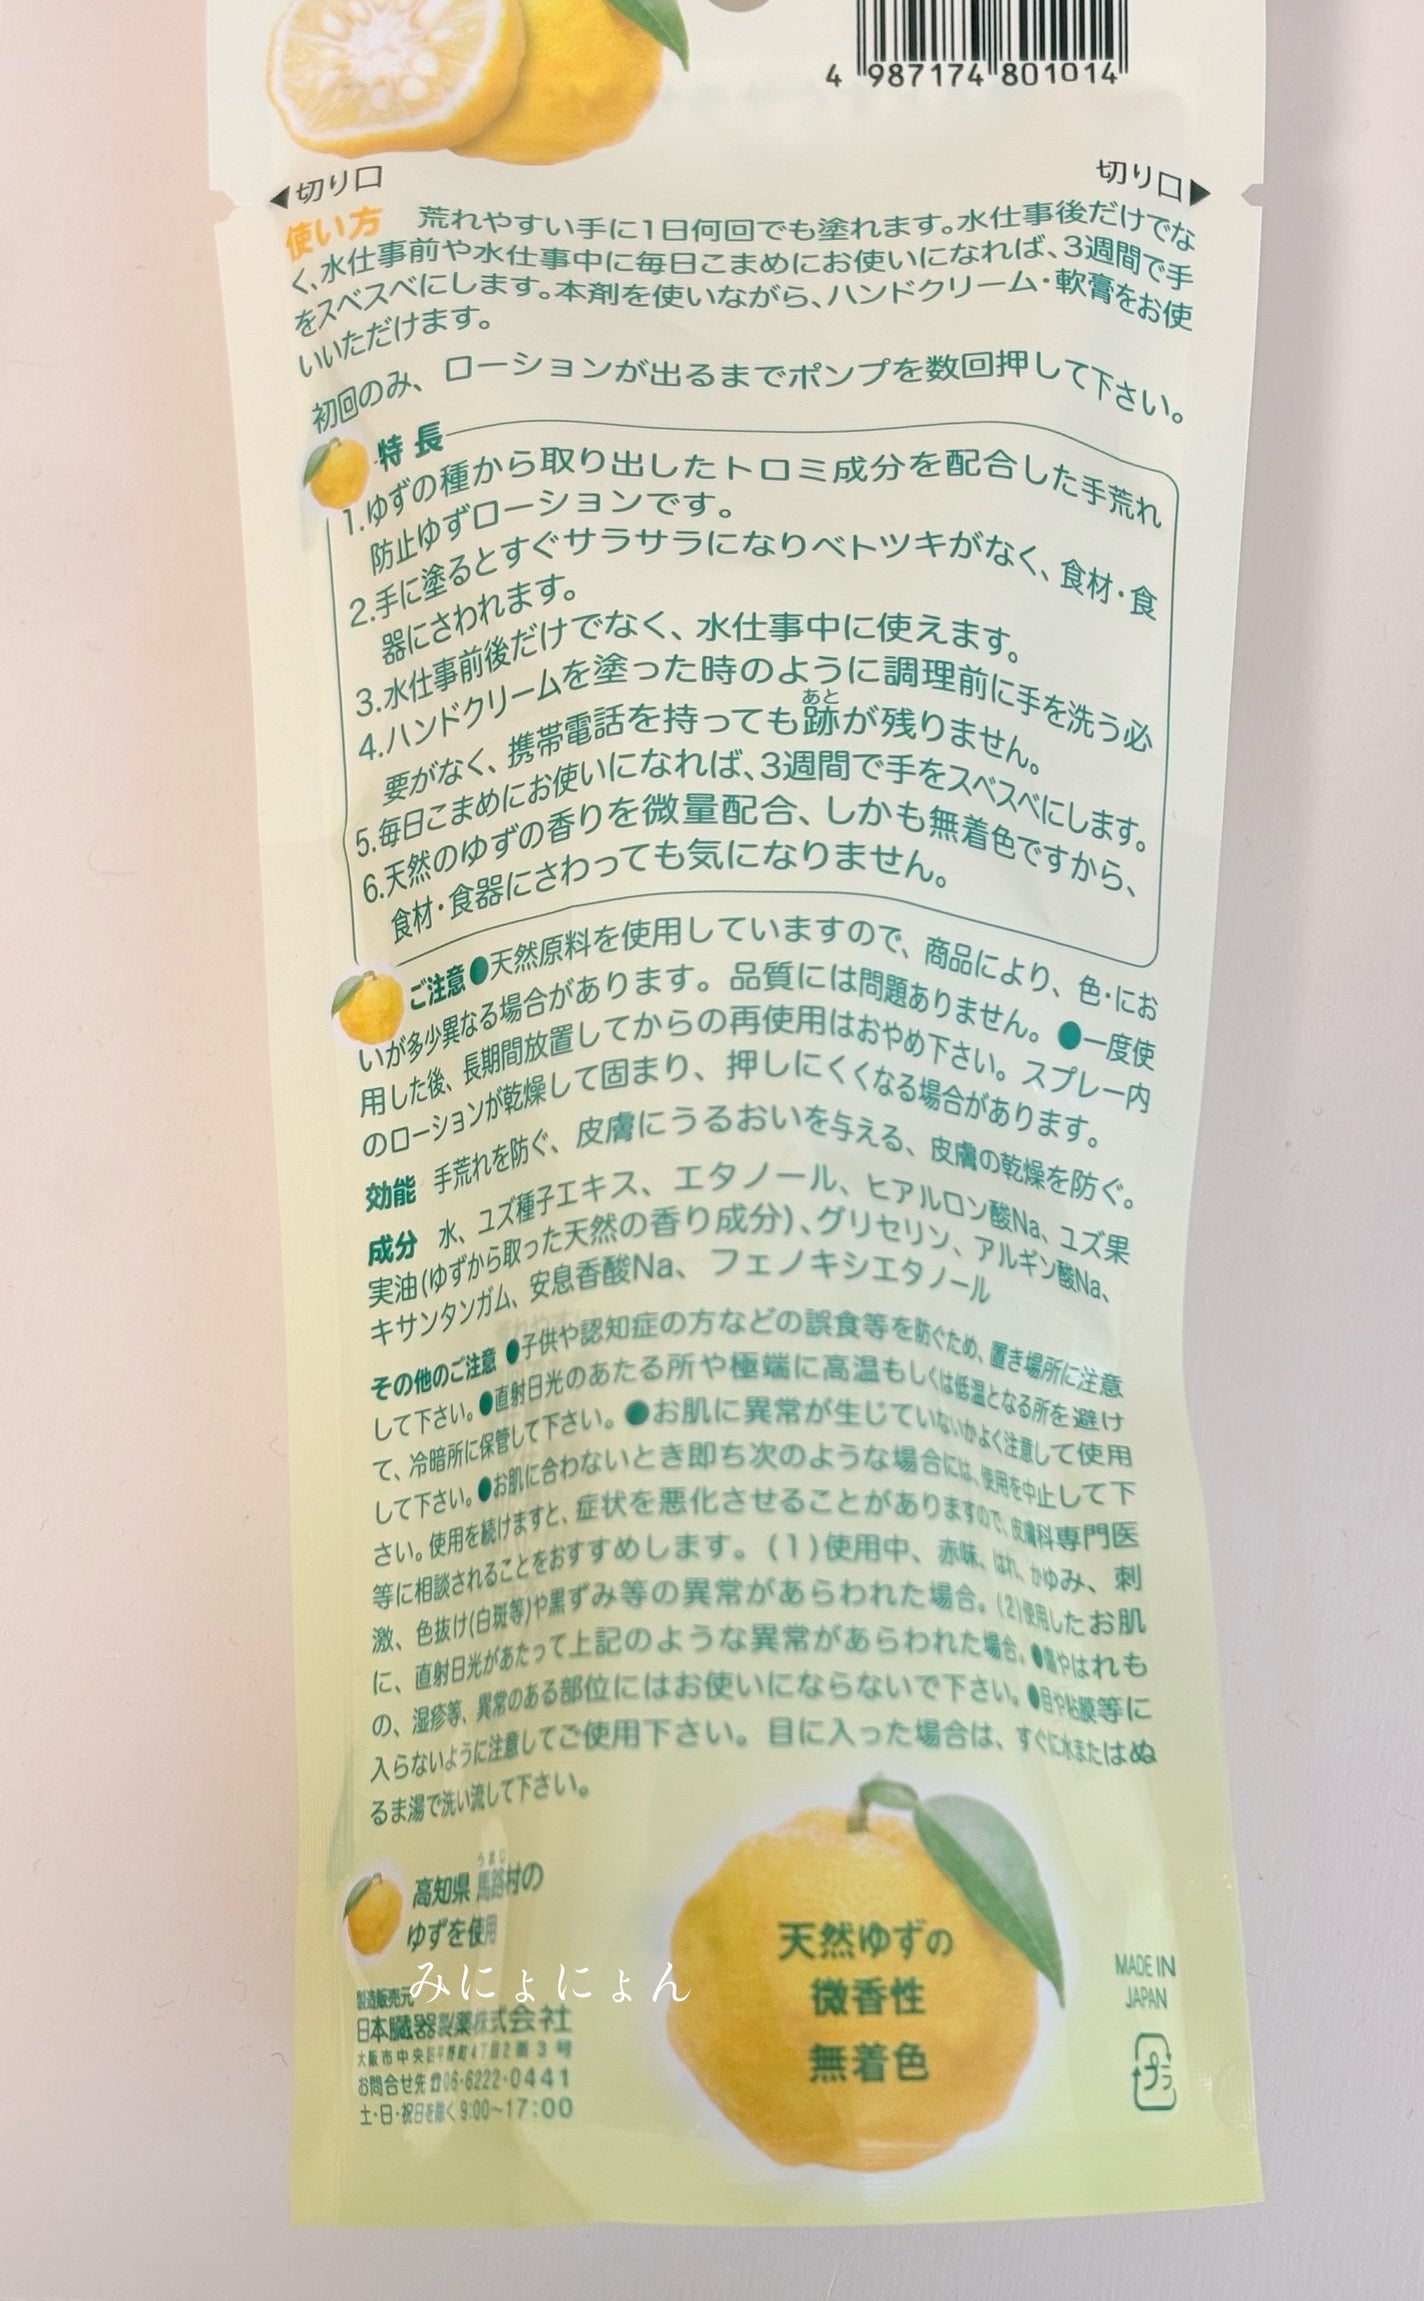 4 987174 801014
◀切り口
切り口▶
使い方 荒れやすい手に1日何回でも塗れます。水仕事後だけでな
く、水仕事前や水仕事中に毎日こまめにお使いになれば、3週間で手
をスベスベにします。本剤を使いながら、ハンドクリーム・軟膏をお使
いいただけます。
初回のみ、ローションが出るまでポンプを数回押して下さい。
特長
1.ゆずの種から取り出したトロミ成分を配合した手荒れ
防止ゆずローションです。
2.手に塗るとすぐサラサラになりベトツキがなく、食材・食
器にさわれます。
3.水仕事前後だけでなく、水仕事中に使えます。
4.ハンドクリームを塗った時のように調理前に手を洗う必
要がなく、携帯電話を持っても跡が残りません。
あと
5.毎日こまめにお使いになれば、3週間で手をスベスベにします。
6.天然のゆずの香りを微量配合、しかも無着色ですから、
食材・食器にさわっても気になりません。
ご注意 ●天然原料を使用していますので、商品により、色・にお
いが多少異なる場合があります。品質には問題ありません。●一度使
用した後、長期間放置してからの再使用はおやめ下さい。スプレー内
のローションが乾燥して固まり、押しにくくなる場合があります。
効能 手荒れを防ぐ、皮膚にうるおいを与える、皮膚の乾燥を防ぐ。
成分 水、ユズ種子エキス、エタノール、ヒアルロン酸Na、ユズ果
実油(ゆずから取った天然の香り成分)、グリセリン、アルギン酸Na、
キサンタンガム、安息香酸Na、フェノキシエタノール
その他のご注意 ●子供や認知症の方などの誤食等を防ぐため、置き場所に注意
して下さい。●直射日光のあたる所や極端に高温もしくは低温となる所を避け
て、冷暗所に保管して下さい。●お肌に異常が生じていないかよく注意して使用
して下さい。●お肌に合わないとき即ち次のような場合には、使用を中止して下
さい。使用を続けますと、症状を悪化させることがありますので、皮膚科専門医
等に相談されることをおすすめします。(1)使用中、赤味、はれ、かゆみ、刺
激、色抜け(白斑等)や黒ずみ等の異常があらわれた場合。(2)使用したお肌
に、直射日光があたって上記のような異常があらわれた場合。●傷やはれも
の、湿疹等、異常のある部位にはお使いにならないで下さい。●目や粘膜等に
入らないように注意してご使用下さい。目に入った場合は、すぐに水またはぬ
るま湯で洗い流して下さい。
うまじ
高知県 馬路村の
ゆずを使用
天然ゆずの
微香性
無着色
MADE IN
JAPAN
プラ
みにょにょん
製造販売元
日本臓器製薬株式会社
大阪市中央区平野町4丁目2番3号
お問合せ先 ☎06-6222-0441
土・日・祝日を除く 9:00~17:00